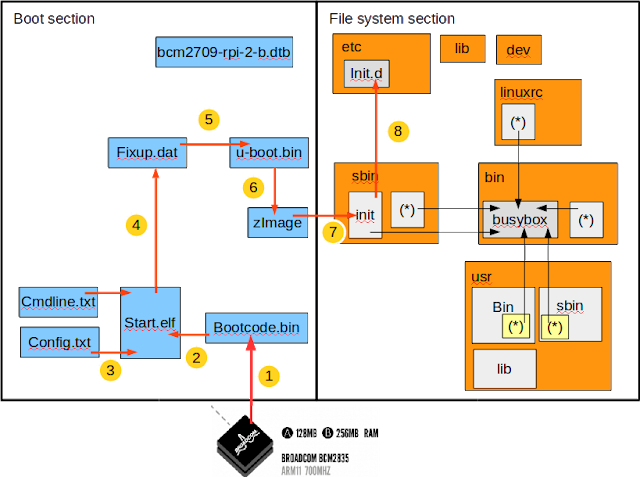 Boot section
File system section
bcm2709-rpi-2-b.dtb
etc
Init.d
lib
dev
linuxrc
(*)
5
Fixup.dat
u-boot.bin
8
6
zImage
4
7
sbin
init
(*)
bin
busybox
(*)
usr
Bin
(*)
sbin
(*)
lib
Cmdline.txt
Config.txt
Start.elf
Bootcode.bin
2
3
1
BROADCOM
A 128MB B 256MB RAM
BROADCOM BCM2835
ARM11 700MHZ